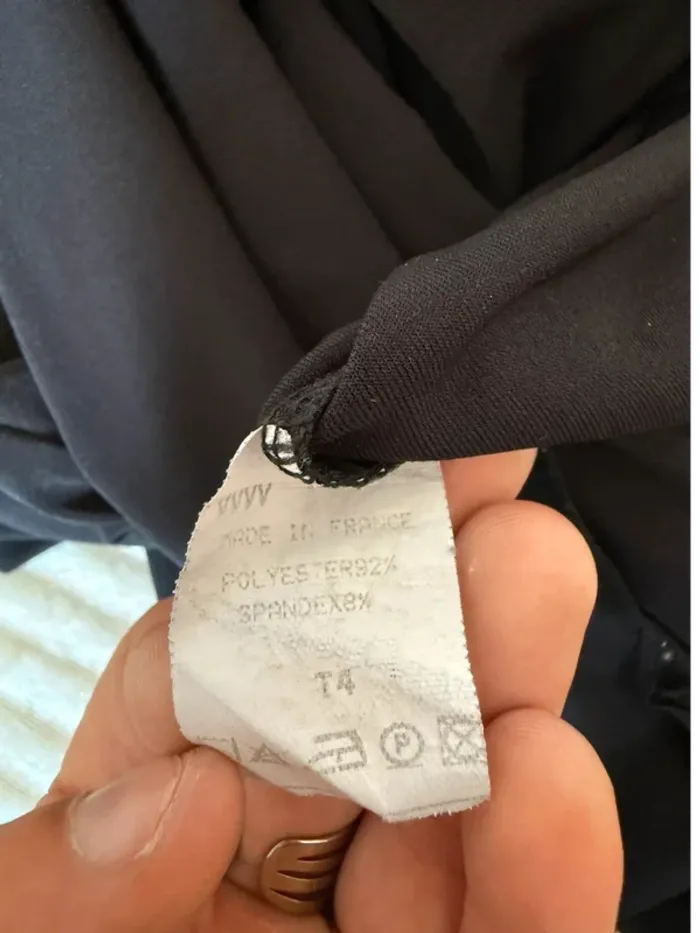 VVVV
MADE IN FRANCE
POLYESTER92%
SPANDEX8%
T4
P